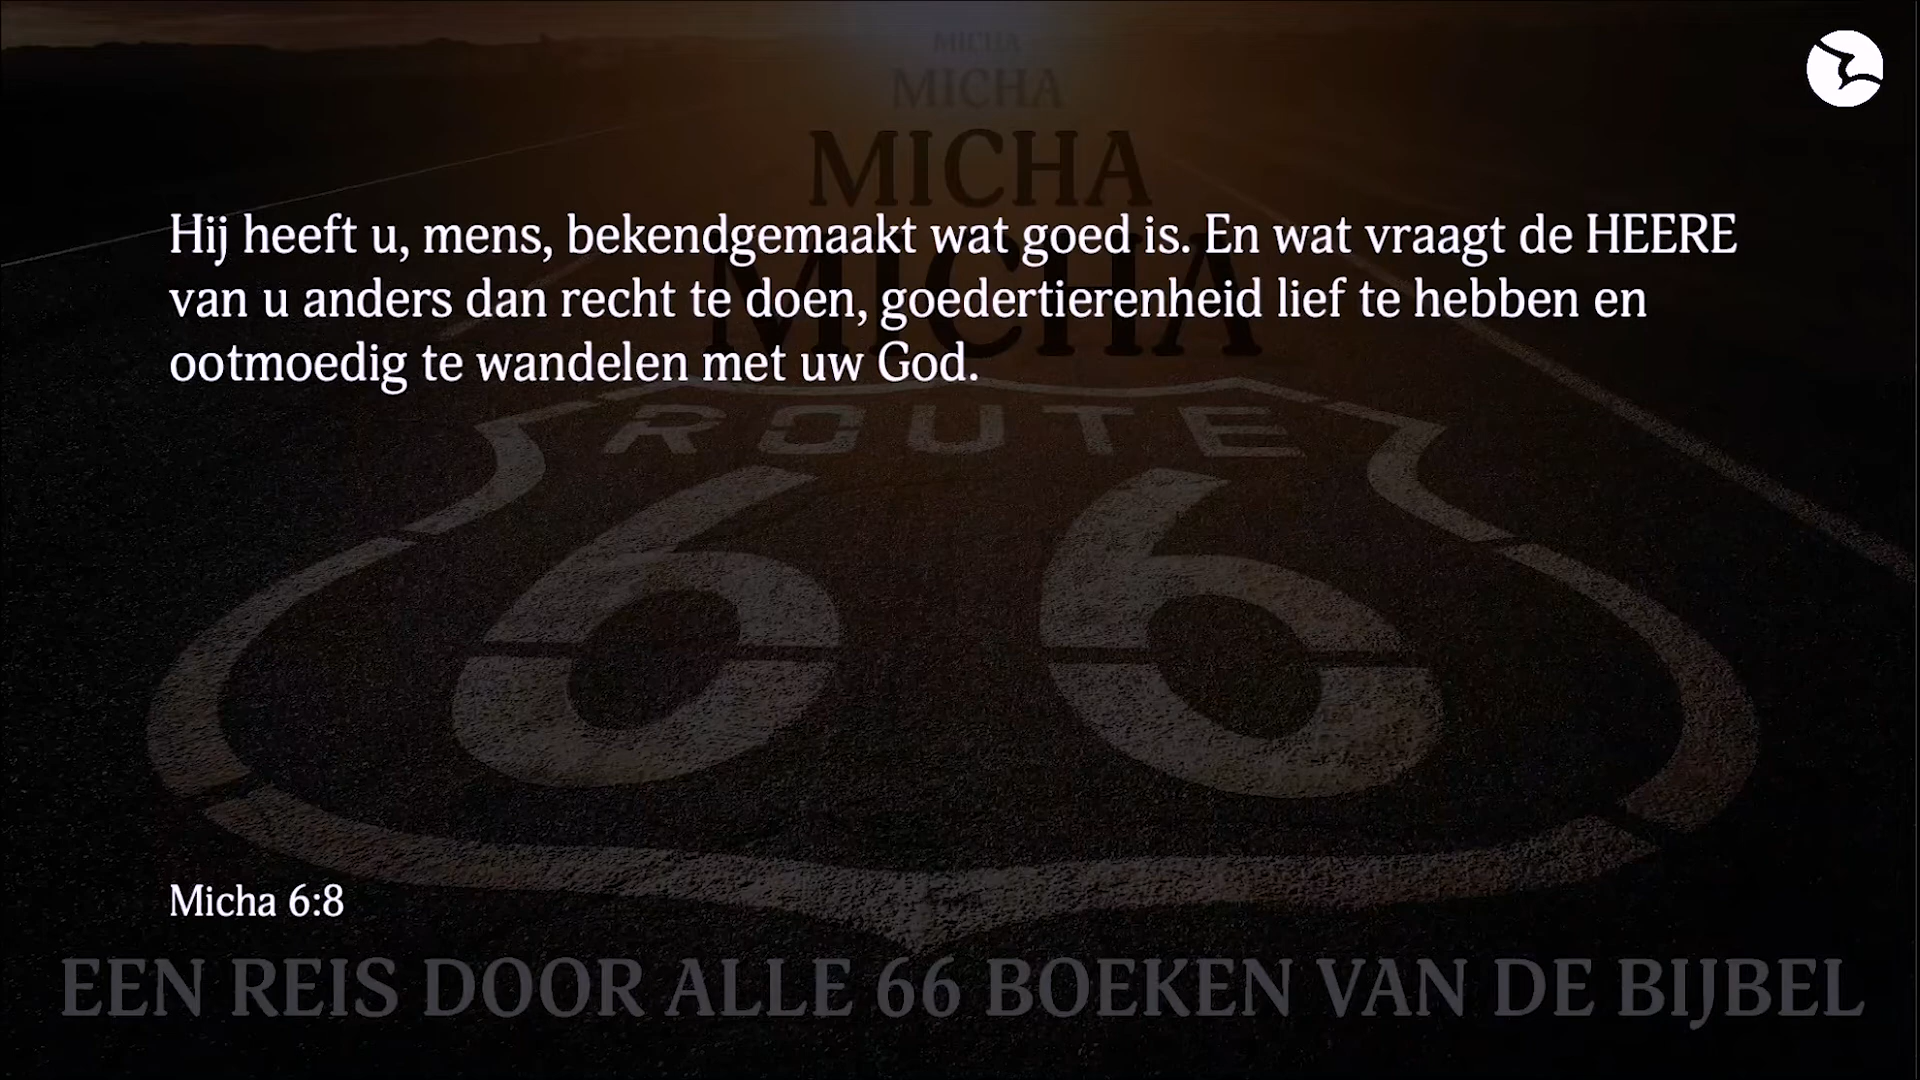 MICHA
MICHA
MICHA
MICHA
Hij heeft u, mens, bekendgemaakt wat goed is. En wat vraagt de HEERE
van u anders dan recht te doen, goedertierenheid lief te hebben en
ootmoedig te wandelen met uw God.
MICHA
ROUTE
66
Micha 6:8
EEN REIS DOOR ALLE 66 BOEKEN VAN DE BIJBEL